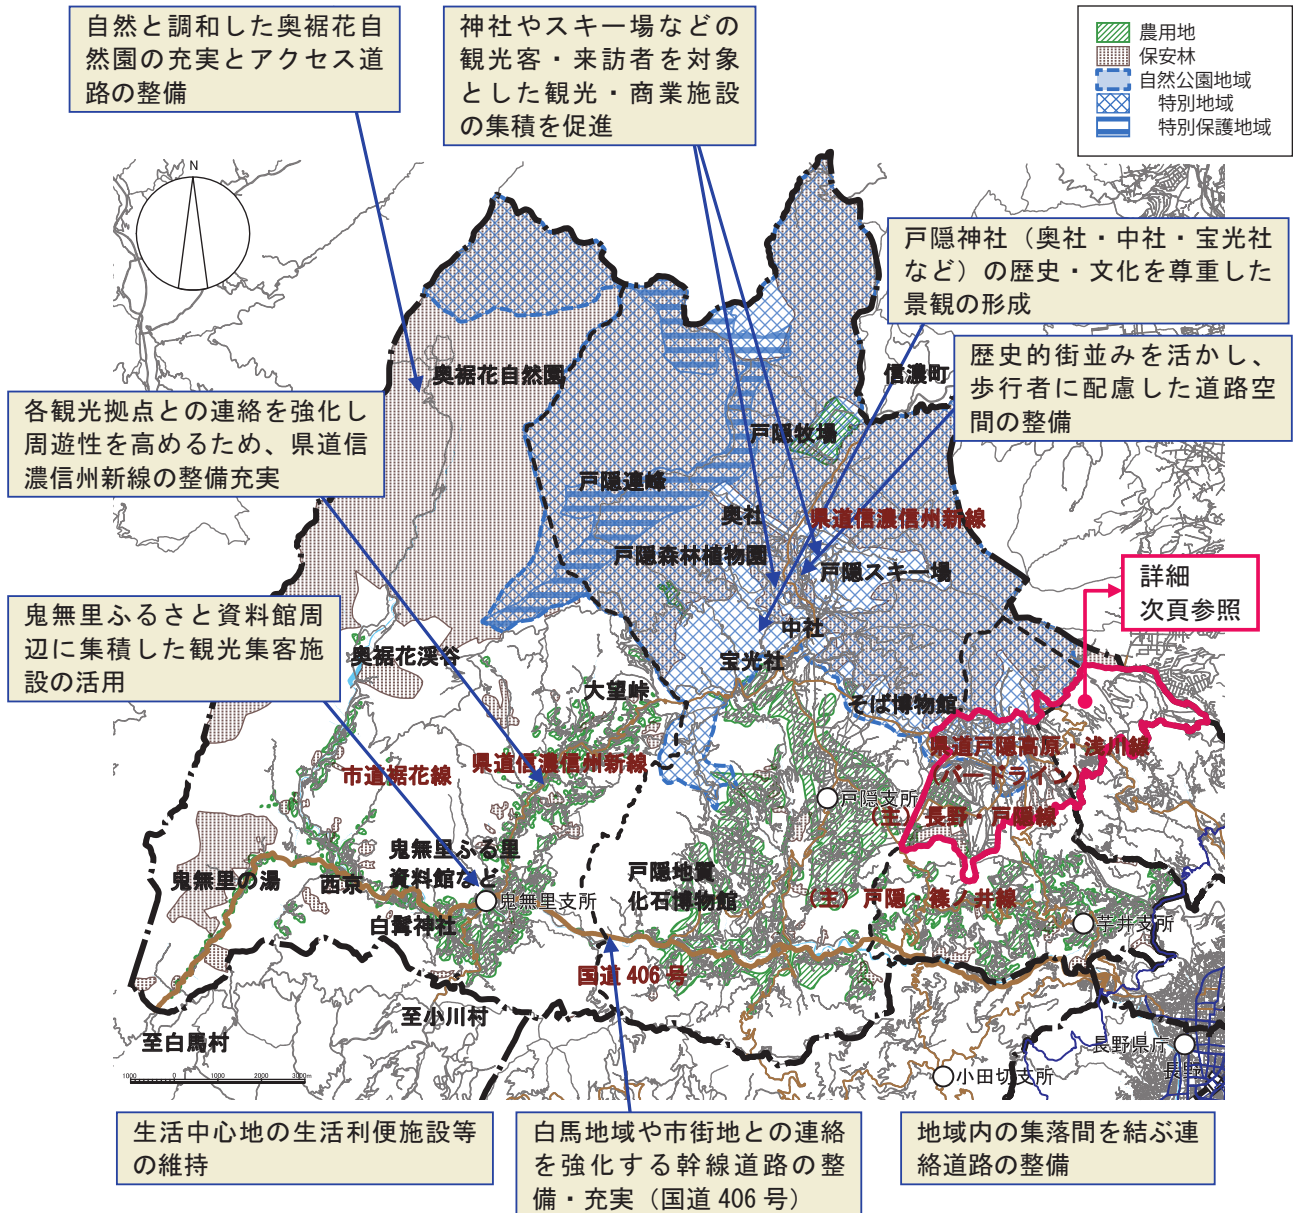 自然と調和した奥裾花自
然園の充実とアクセス道
路の整備
神社やスキー場などの
観光客・来訪者を対象
とした観光・商業施設
の集積を促進
農用地
保安林
自然公園地域
特別地域
特別保護地域
N
戸隠神社（奥社・中社・宝光社
など）の歴史・文化を尊重した
景観の形成
歴史的街並みを活かし、
歩行者に配慮した道路空
間の整備
各観光拠点との連絡を強化し
周遊性を高めるため、県道信
濃信州新線の整備充実
鬼無里ふるさと資料館周
辺に集積した観光集客施
設の活用
詳細
次頁参照
奥裾花自然園
信濃町
戸隠牧場
戸隠連峰
奥社
県道信濃信州新線
戸隠森林植物園
戸隠スキー場
中社
宝光社
奥裾花渓谷
大望峠
そば博物館
県道信濃信州新線
市道裾花線
県道戸隠高原・浅川線
（バードライン）
戸隠支所
（主）長野・戸隠線
鬼無里ふる里
資料館など
戸隠地質
化石博物館
鬼無里の湯
西京
鬼無里支所
（主）戸隠・篠ノ井線
白髯神社
芋井支所
国道 406 号
至小川村
至白馬村
長野県庁
長野
小田切支所
1000 0 1000 2000 3000m
生活中心地の生活利便施設等
の維持
白馬地域や市街地との連絡
を強化する幹線道路の整
備・充実（国道 406 号）
地域内の集落間を結ぶ連
絡道路の整備